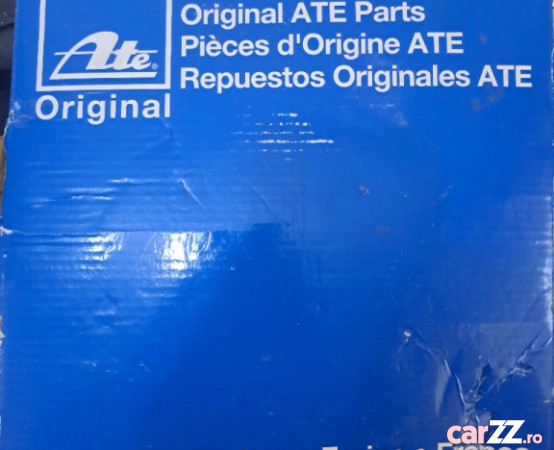 Original ATE Parts
Pièces d'Origine ATE
Repuestos Originales ATE
Ate®
Original
carZZ.ro